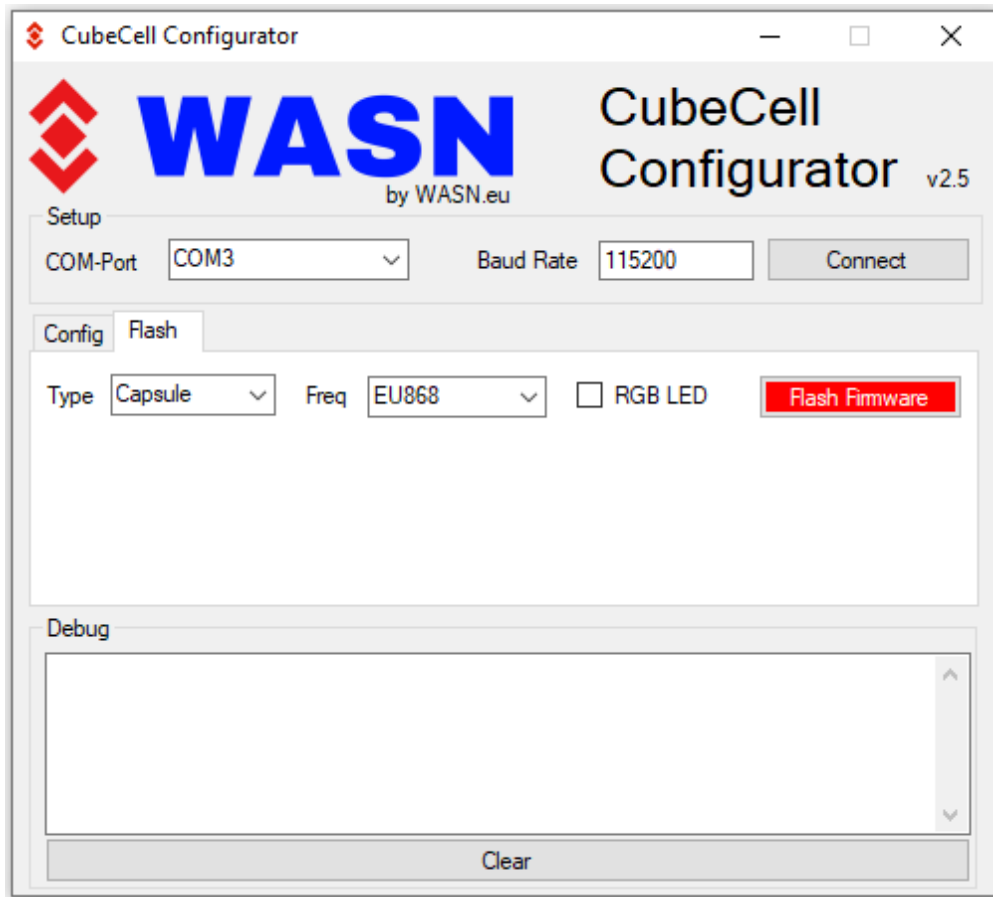 CubeCell Configurator
WASN
by WASN.eu
CubeCell
Configurator v2.5
Setup
COM-Port COM3 Baud Rate 115200 Connect
Config Flash
Type Capsule Freq EU868 RGB LED Flash Firmware
Debug
Clear